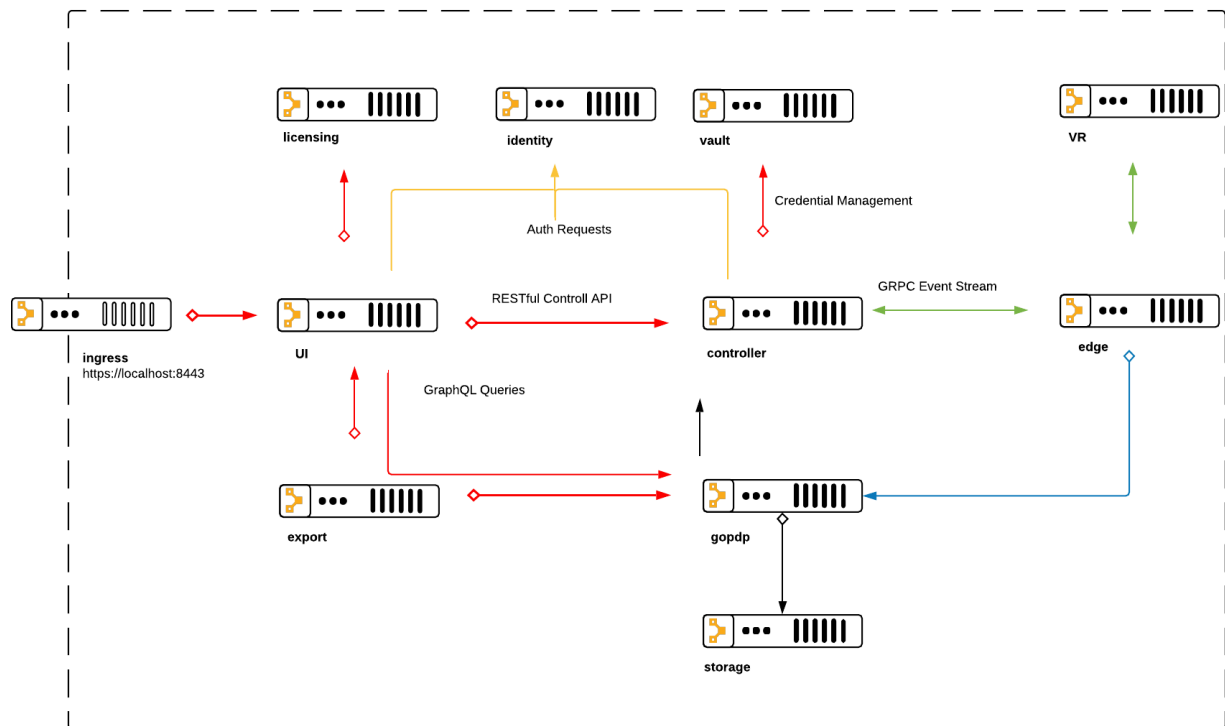 licensing
identity
vault
VR
Credential Management
Auth Requests
RESTful Controll API
GRPC Event Stream
ingress
https://localhost:8443
UI
controller
edge
GraphQL Queries
export
gopdp
storage